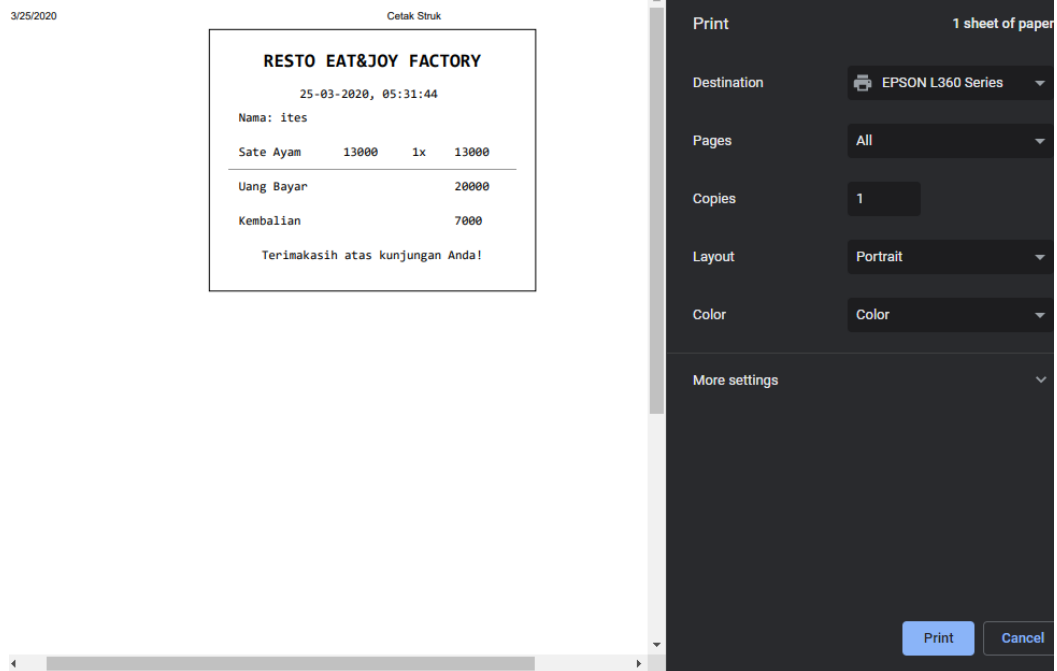 3/25/2020 Cetak Struk
RESTO EAT&JOY FACTORY
25-03-2020, 05:31:44
Nama: ites
Sate Ayam 13000 1x 13000
Uang Bayar 20000
Kembalian 7000
Terimakasih atas kunjungan Anda!
Print 1 sheet of paper
Destination EPSON L360 Series
Pages All
Copies 1
Layout Portrait
Color Color
More settings
Print Cancel